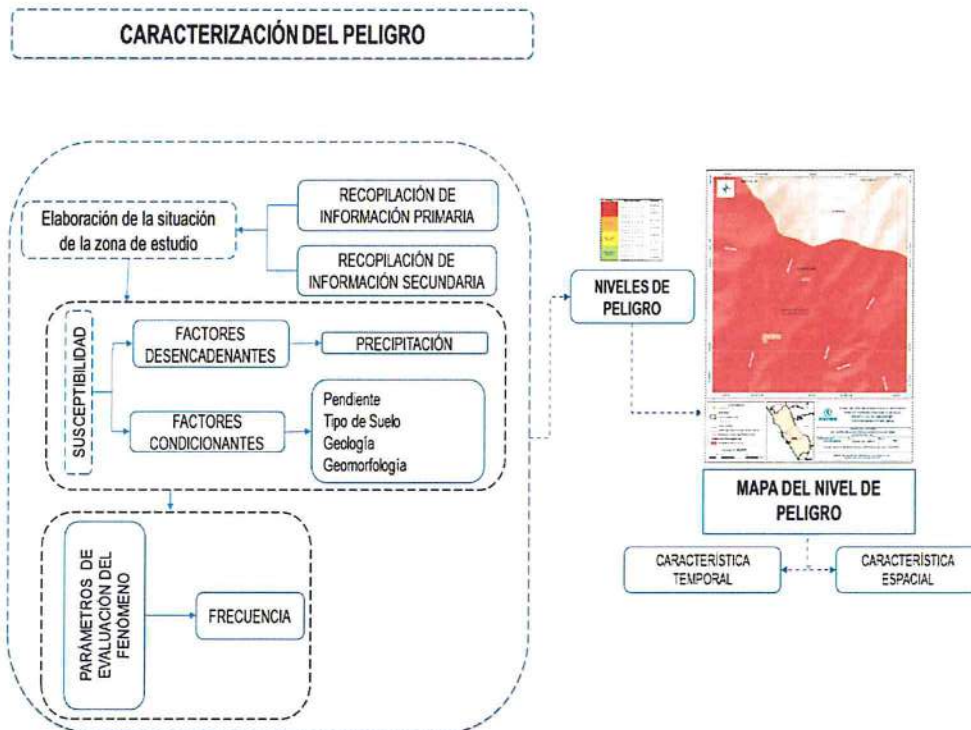 CARACTERIZACIÓN DEL PELIGRO
RECOPILACIÓN DE
INFORMACIÓN PRIMARIA
Elaboración de la situación
de la zona de estudio
RECOPILACIÓN DE
INFORMACIÓN SECUNDARIA
SUSCEPTIBILIDAD
FACTORES
DESENCADENANTES
PRECIPITACIÓN
FACTORES
CONDICIONANTES
Pendiente
Tipo de Suelo
Geología
Geomorfología
PARÁMETROS DE
EVALUACIÓN DEL
FENÓMENO
FRECUENCIA
NIVELES DE
PELIGRO
MAPA DEL NIVEL DE
PELIGRO
CARACTERÍSTICA
TEMPORAL
CARACTERÍSTICA
ESPACIAL